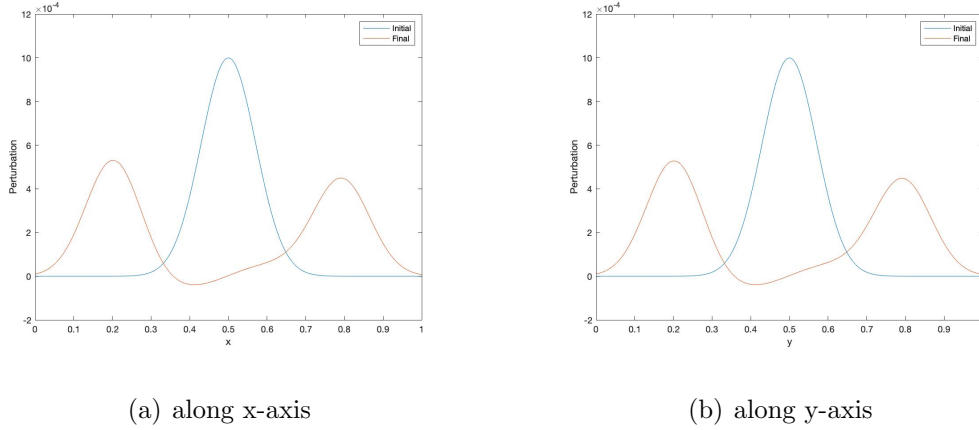 ×10⁻⁴
12
10
8
6
4
2
0
-2
Perturbation
0 0.1 0.2 0.3 0.4 0.5 0.6 0.7 0.8 0.9 1
x
Initial
Final
(a) along x-axis
×10⁻⁴
12
10
8
6
4
2
0
-2
Perturbation
0 0.1 0.2 0.3 0.4 0.5 0.6 0.7 0.8 0.9
y
Initial
Final
(b) along y-axis